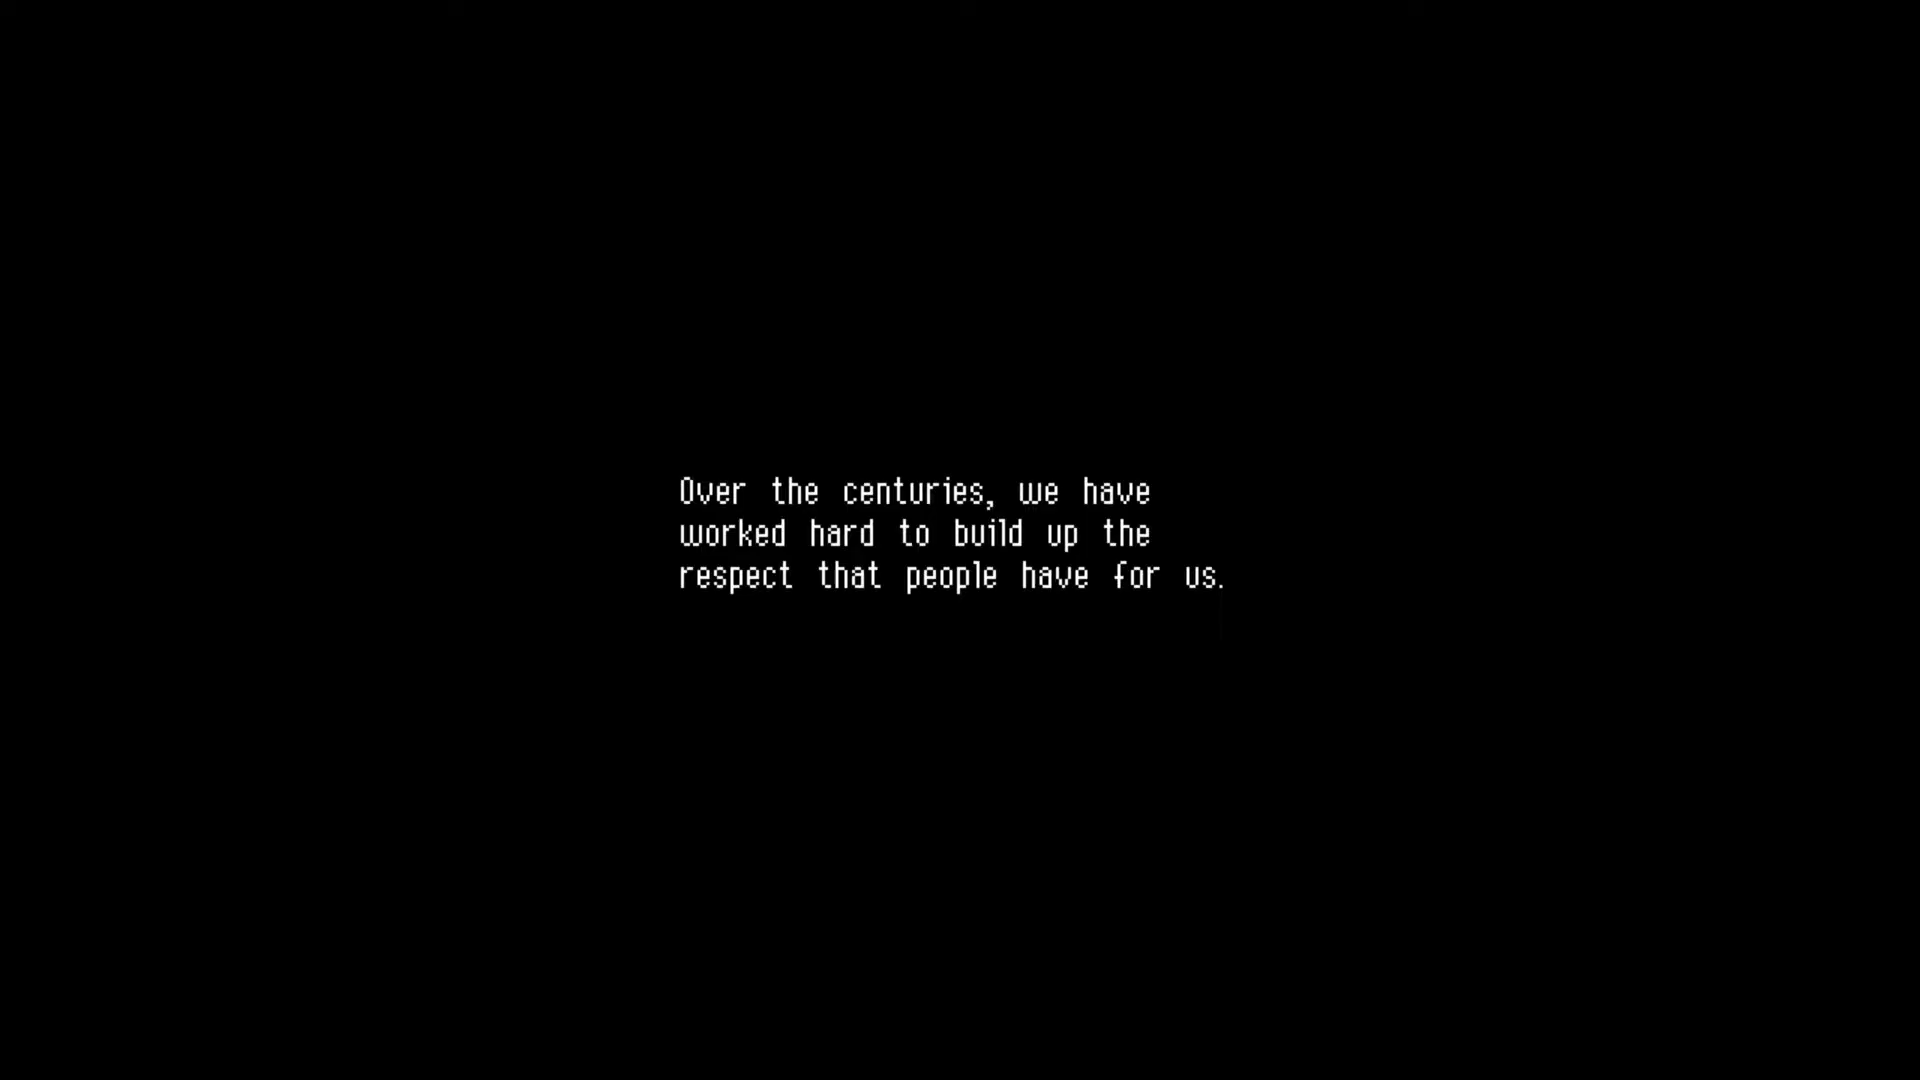 Over the centuries, we have
worked hard to build up the
respect that people have for us.